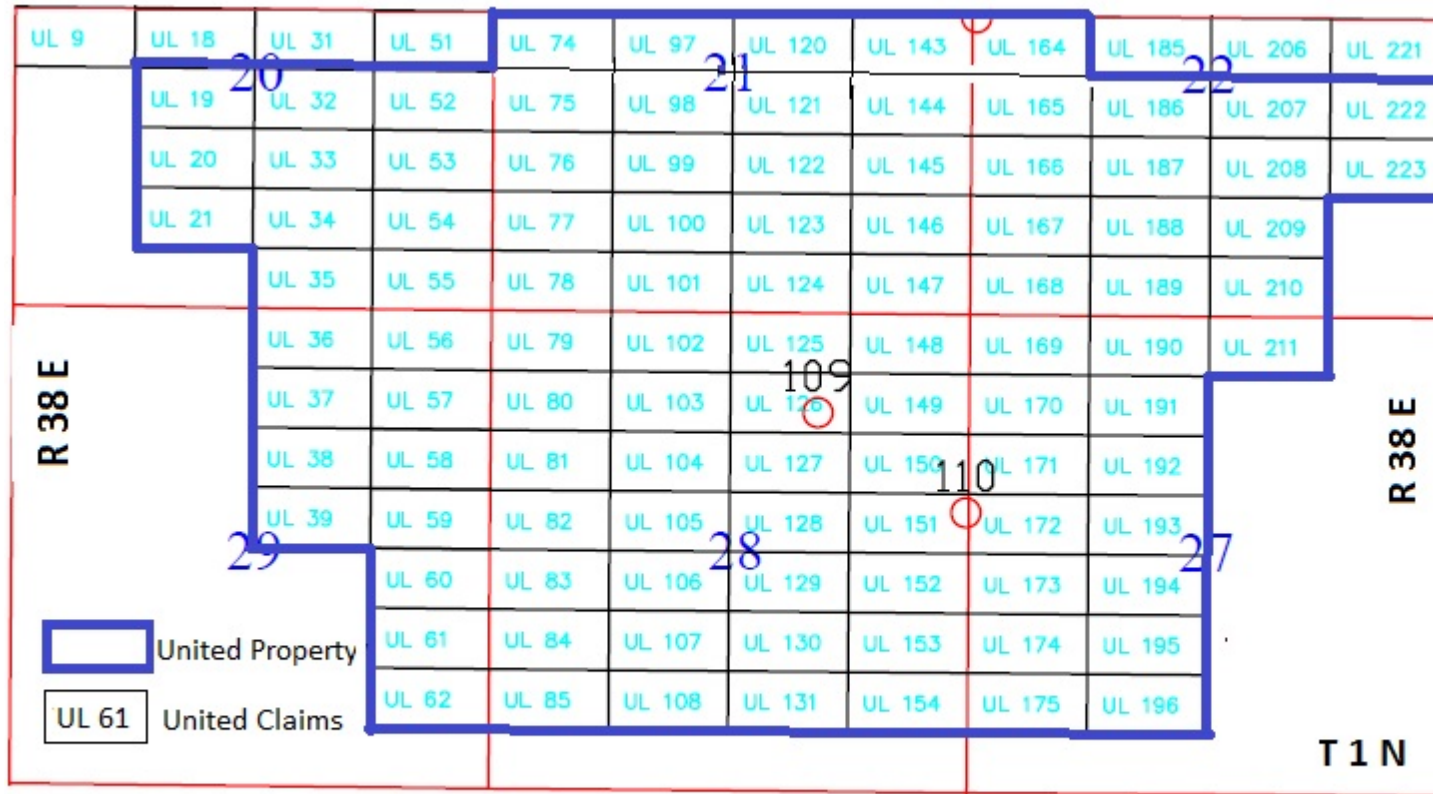 UL 9 UL 18 UL 31 UL 51 UL 74 UL 97 UL 120 UL 143 UL 164 UL 185 UL 206 UL 221
20 21 22
UL 19 UL 32 UL 52 UL 75 UL 98 UL 121 UL 144 UL 165 UL 186 UL 207 UL 222
UL 20 UL 33 UL 53 UL 76 UL 99 UL 122 UL 145 UL 166 UL 187 UL 208 UL 223
UL 21 UL 34 UL 54 UL 77 UL 100 UL 123 UL 146 UL 167 UL 188 UL 209
UL 35 UL 55 UL 78 UL 101 UL 124 UL 147 UL 168 UL 189 UL 210
UL 36 UL 56 UL 79 UL 102 UL 125 UL 148 UL 169 UL 190 UL 211
109
R 38 E
UL 37 UL 57 UL 80 UL 103 UL 126 UL 149 UL 170 UL 191
R 38 E
UL 38 UL 58 UL 81 UL 104 UL 127 UL 150 UL 171 UL 192
110
UL 39 UL 59 UL 82 UL 105 UL 128 UL 151 UL 172 UL 193
29 28 27
UL 60 UL 83 UL 106 UL 129 UL 152 UL 173 UL 194
United Property
UL 61 UL 84 UL 107 UL 130 UL 153 UL 174 UL 195
UL 62 UL 85 UL 108 UL 131 UL 154 UL 175 UL 196
UL 61 United Claims
T 1 N